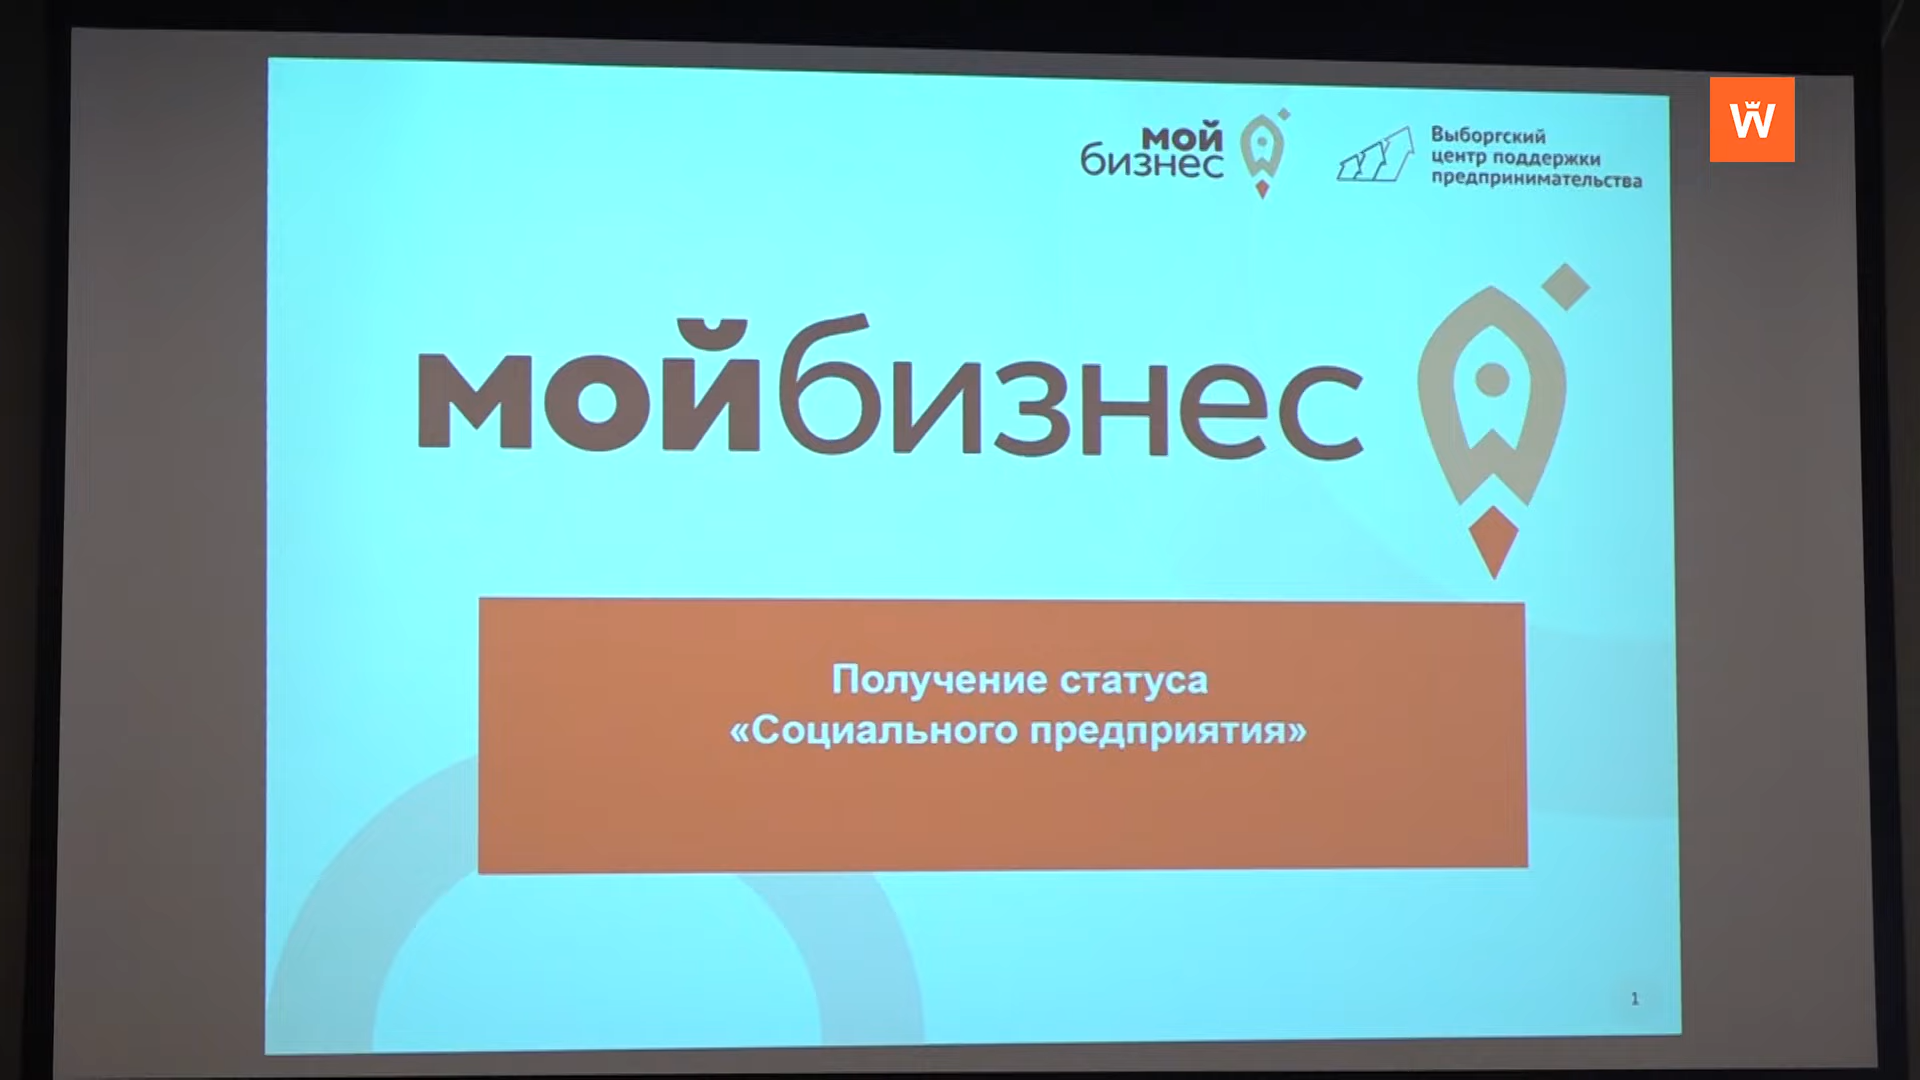 мой
бизнес
Выборгский
центр поддержки
предпринимательства
W
мойбизнес
Получение статуса
«Социального предприятия»
1